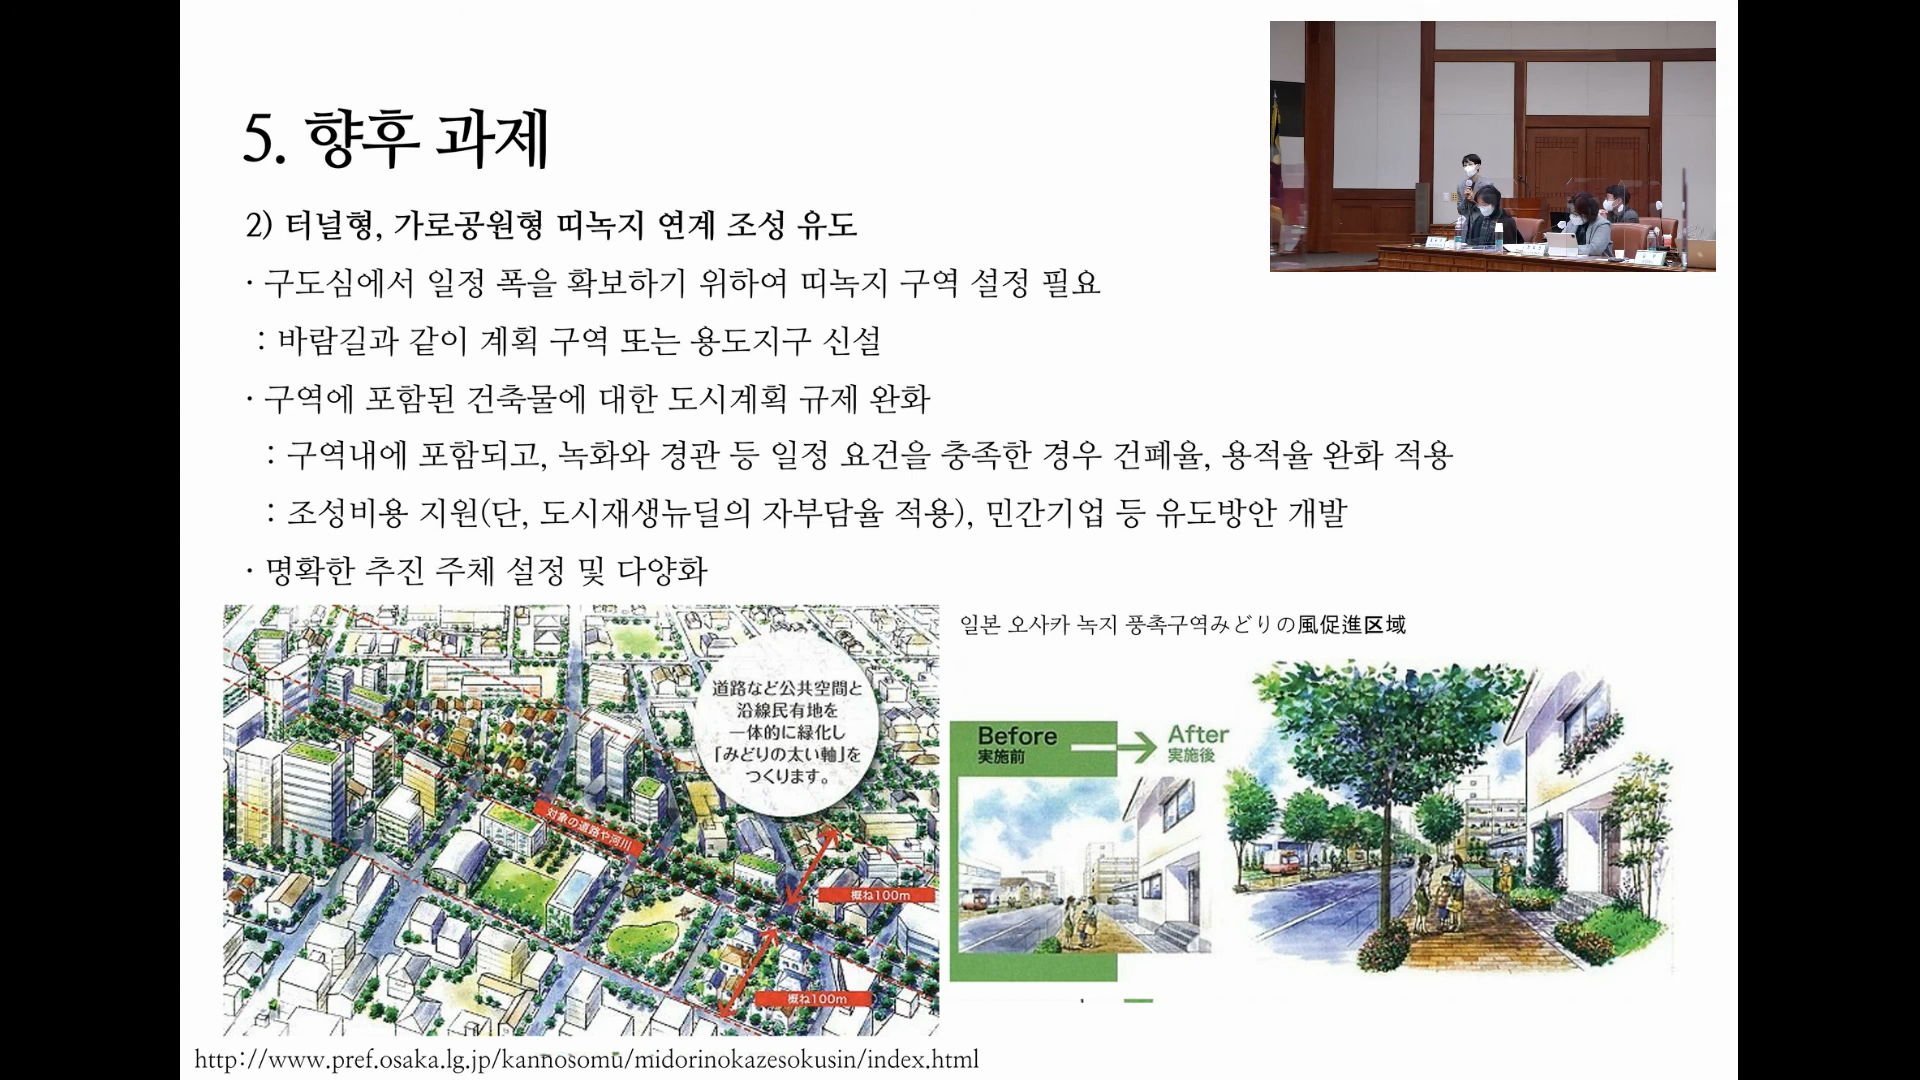 5. 향후 과제
2) 터널형, 가로공원형 띠녹지 연계 조성 유도
· 구도심에서 일정 폭을 확보하기 위하여 띠녹지 구역 설정 필요
: 바람길과 같이 계획 구역 또는 용도지구 신설
· 구역에 포함된 건축물에 대한 도시계획 규제 완화
: 구역내에 포함되고, 녹화와 경관 등 일정 요건을 충족한 경우 건폐율, 용적율 완화 적용
: 조성비용 지원(단, 도시재생뉴딜의 자부담율 적용), 민간기업 등 유도방안 개발
· 명확한 추진 주체 설정 및 다양화
道路など公共空間と
沿線民有地を
一体的に緑化し
「みどりの太い軸」を
つくります。
対象の道路や河川
概ね100m
概ね100m
일본 오사카 녹지 풍촉구역みどりの風促進区域
Before
実施前
After
実施後
http://www.pref.osaka.lg.jp/kannosomu/midorinokazesokusin/index.html